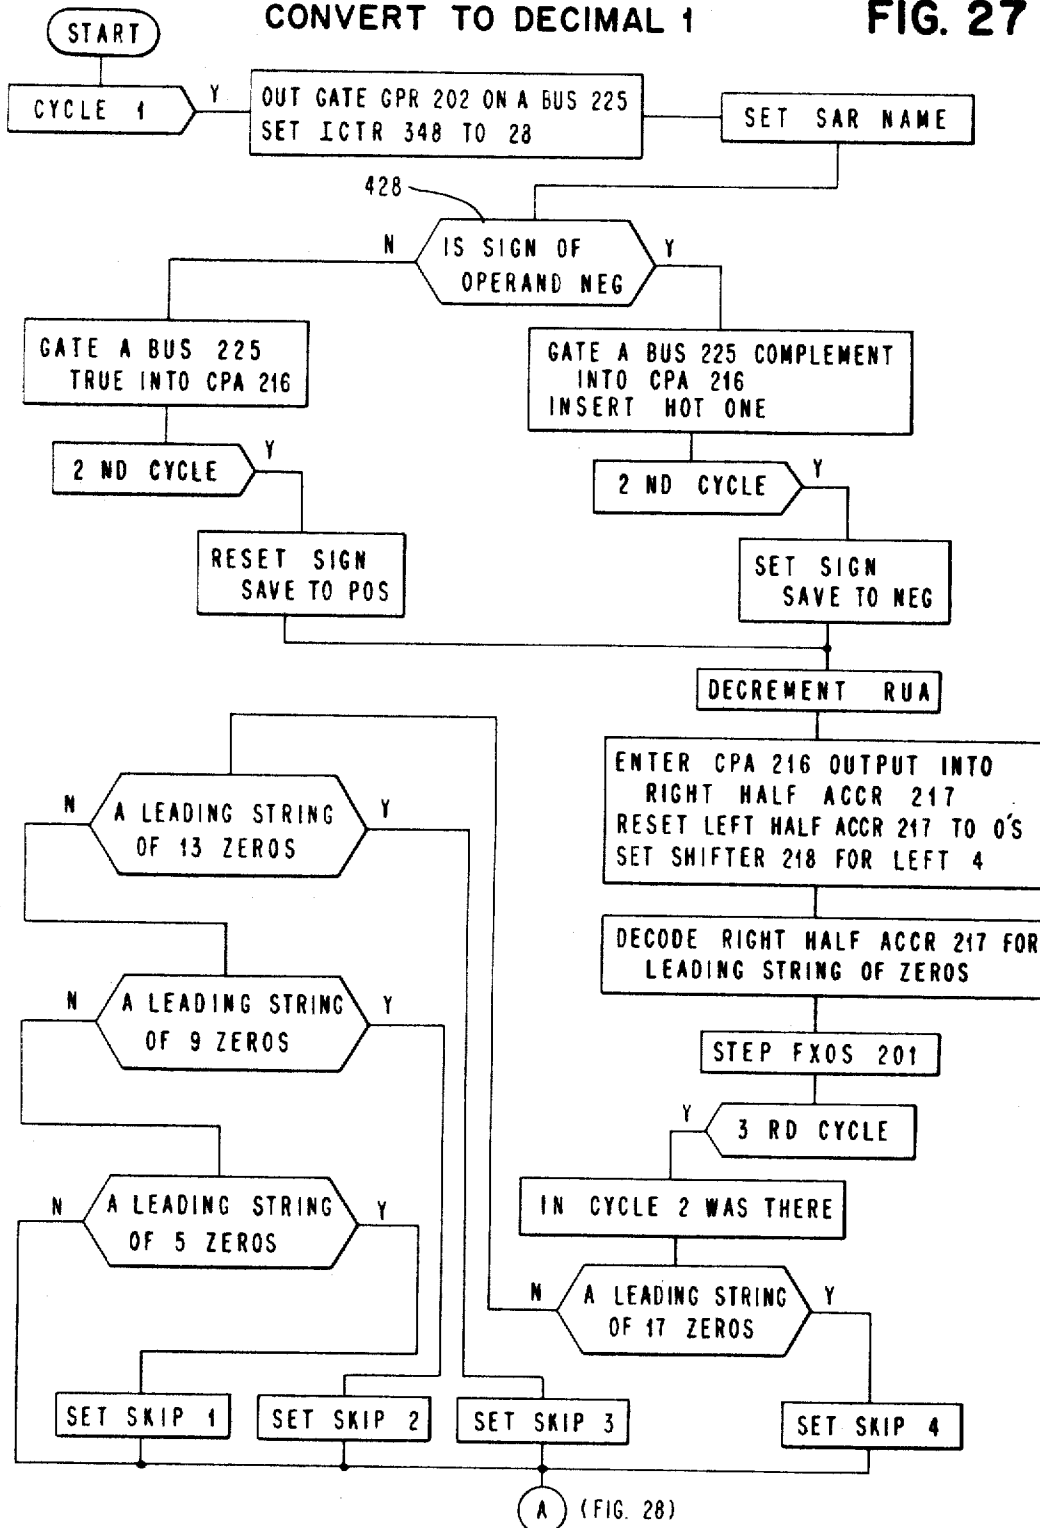 CONVERT TO DECIMAL 1
FIG. 27
START
CYCLE 1
Y
OUT GATE GPR 202 ON A BUS 225
SET ICTR 348 TO 28
SET SAR NAME
428
N
IS SIGN OF
OPERAND NEG
Y
GATE A BUS 225
TRUE INTO CPA 216
GATE A BUS 225 COMPLEMENT
INTO CPA 216
INSERT HOT ONE
2 ND CYCLE
Y
2 ND CYCLE
Y
RESET SIGN
SAVE TO POS
SET SIGN
SAVE TO NEG
DECREMENT RUA
ENTER CPA 216 OUTPUT INTO
RIGHT HALF ACCR 217
RESET LEFT HALF ACCR 217 TO 0'S
SET SHIFTER 218 FOR LEFT 4
DECODE RIGHT HALF ACCR 217 FOR
LEADING STRING OF ZEROS
STEP FXOS 201
Y
3 RD CYCLE
IN CYCLE 2 WAS THERE
N
A LEADING STRING
OF 17 ZEROS
Y
N
A LEADING STRING
OF 13 ZEROS
Y
N
A LEADING STRING
OF 9 ZEROS
Y
N
A LEADING STRING
OF 5 ZEROS
Y
SET SKIP 1
SET SKIP 2
SET SKIP 3
SET SKIP 4
A
(FIG. 28)